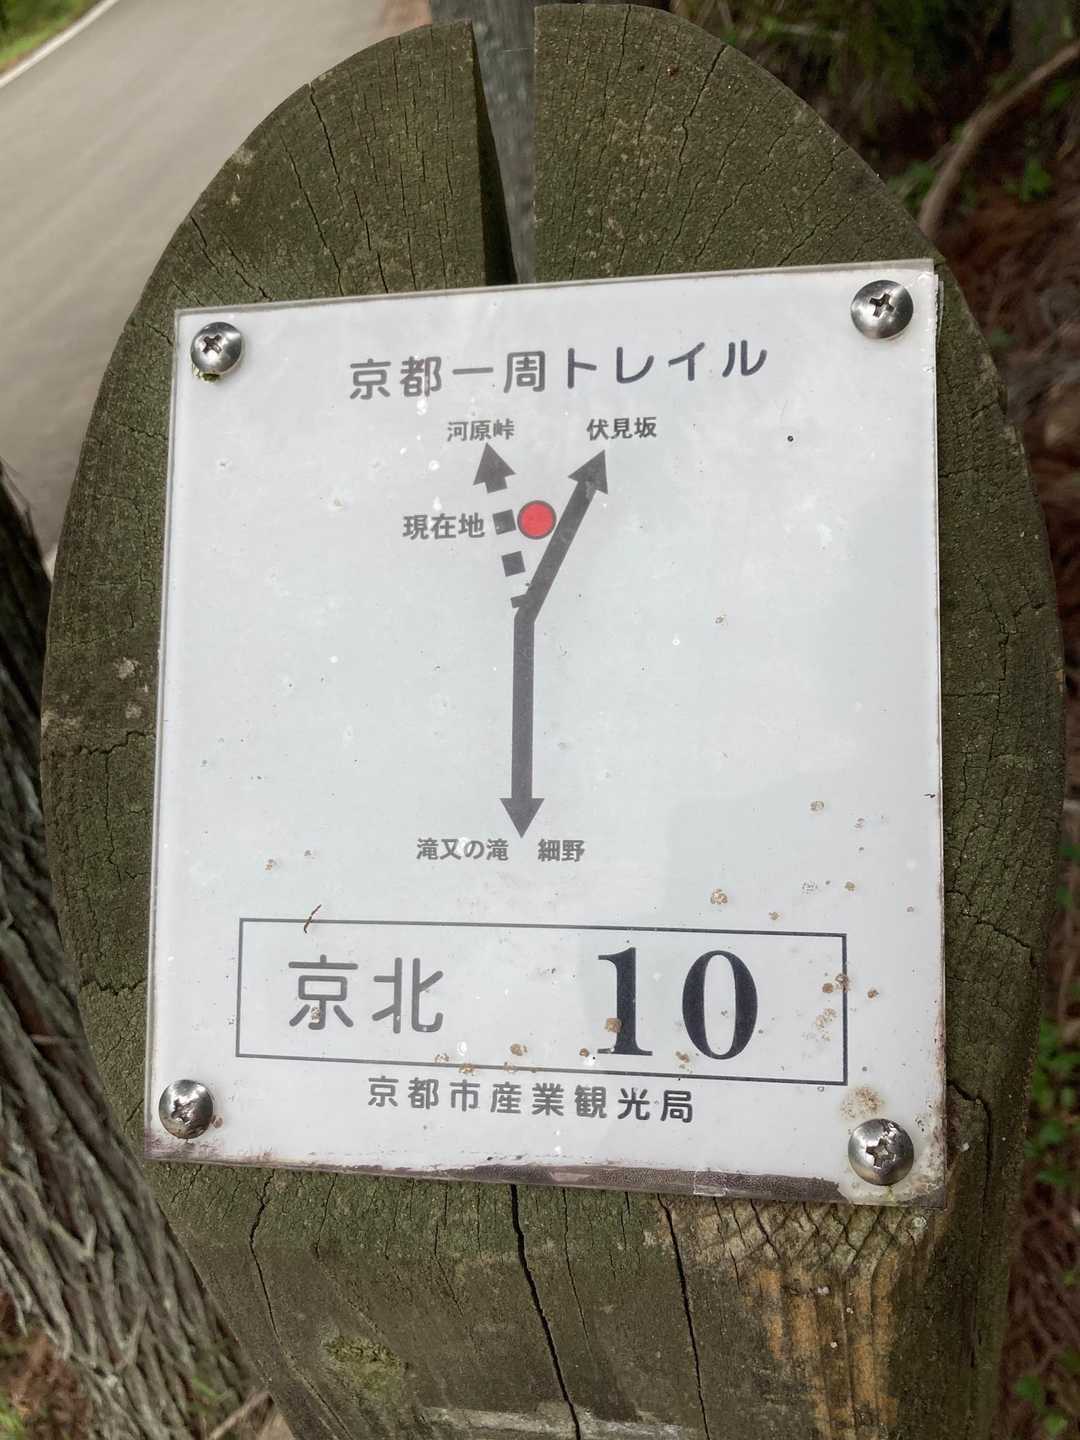 京都一周トレイル
河原峠 伏見坂
現在地
滝又の滝 細野
京北 10
京都市産業観光局